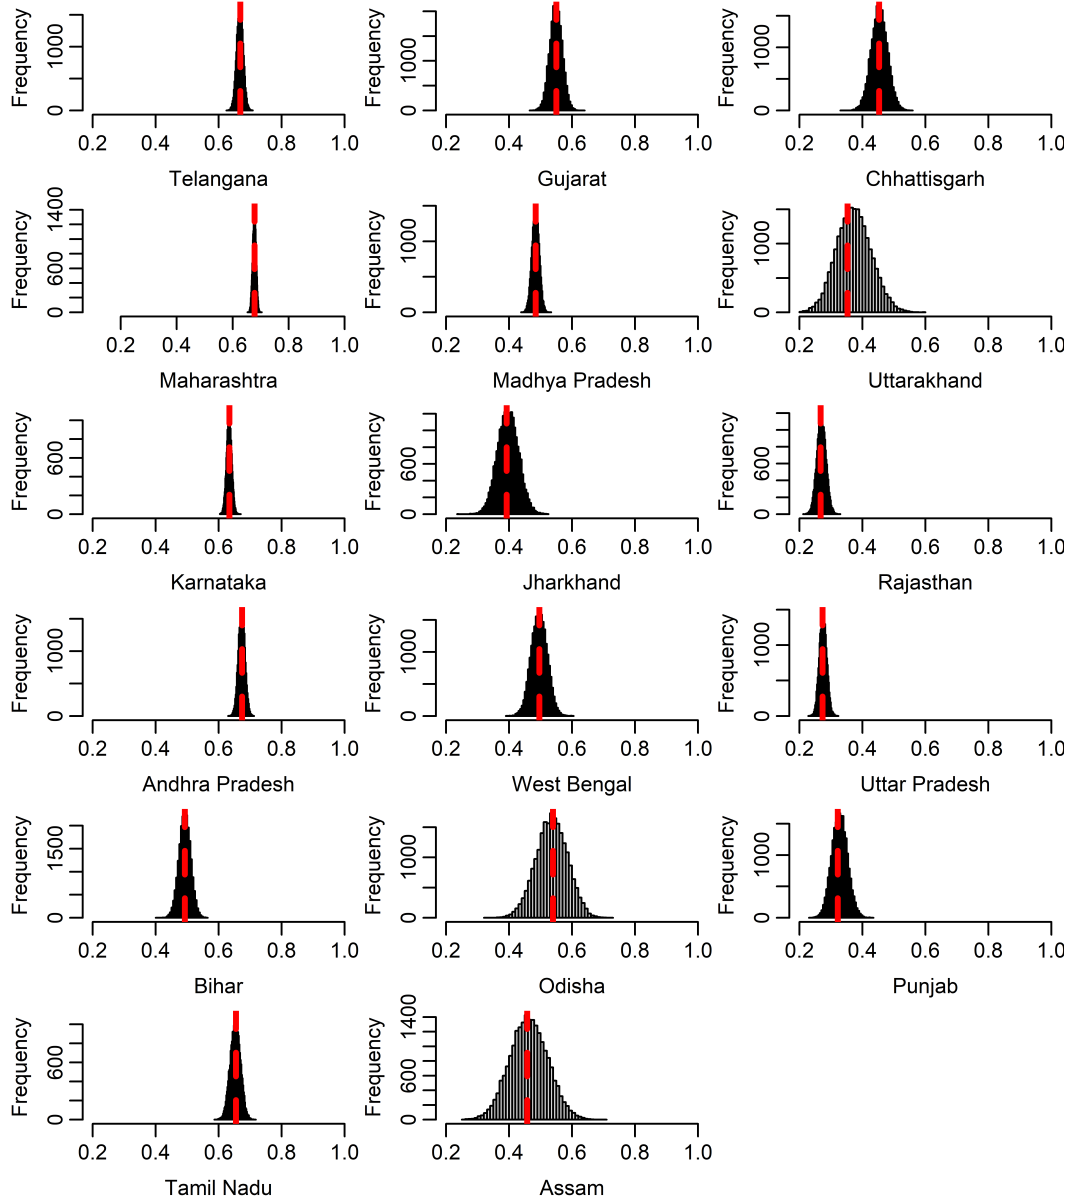 Frequency
0 1000
0.2 0.4 0.6 0.8 1.0
Telangana
Frequency
0 1000
0.2 0.4 0.6 0.8 1.0
Gujarat
Frequency
0 1000
0.2 0.4 0.6 0.8 1.0
Chhattisgarh
Frequency
0 600 1400
0.2 0.4 0.6 0.8 1.0
Maharashtra
Frequency
0 1000
0.2 0.4 0.6 0.8 1.0
Madhya Pradesh
Frequency
0 1000
0.2 0.4 0.6 0.8 1.0
Uttarakhand
Frequency
0 600
0.2 0.4 0.6 0.8 1.0
Karnataka
Frequency
0 600
0.2 0.4 0.6 0.8 1.0
Jharkhand
Frequency
0 600
0.2 0.4 0.6 0.8 1.0
Rajasthan
Frequency
0 1000
0.2 0.4 0.6 0.8 1.0
Andhra Pradesh
Frequency
0 1000
0.2 0.4 0.6 0.8 1.0
West Bengal
Frequency
0 1000
0.2 0.4 0.6 0.8 1.0
Uttar Pradesh
Frequency
0 1500
0.2 0.4 0.6 0.8 1.0
Bihar
Frequency
0 1000
0.2 0.4 0.6 0.8 1.0
Odisha
Frequency
0 1000
0.2 0.4 0.6 0.8 1.0
Punjab
Frequency
0 600
0.2 0.4 0.6 0.8 1.0
Tamil Nadu
Frequency
0 600 1400
0.2 0.4 0.6 0.8 1.0
Assam